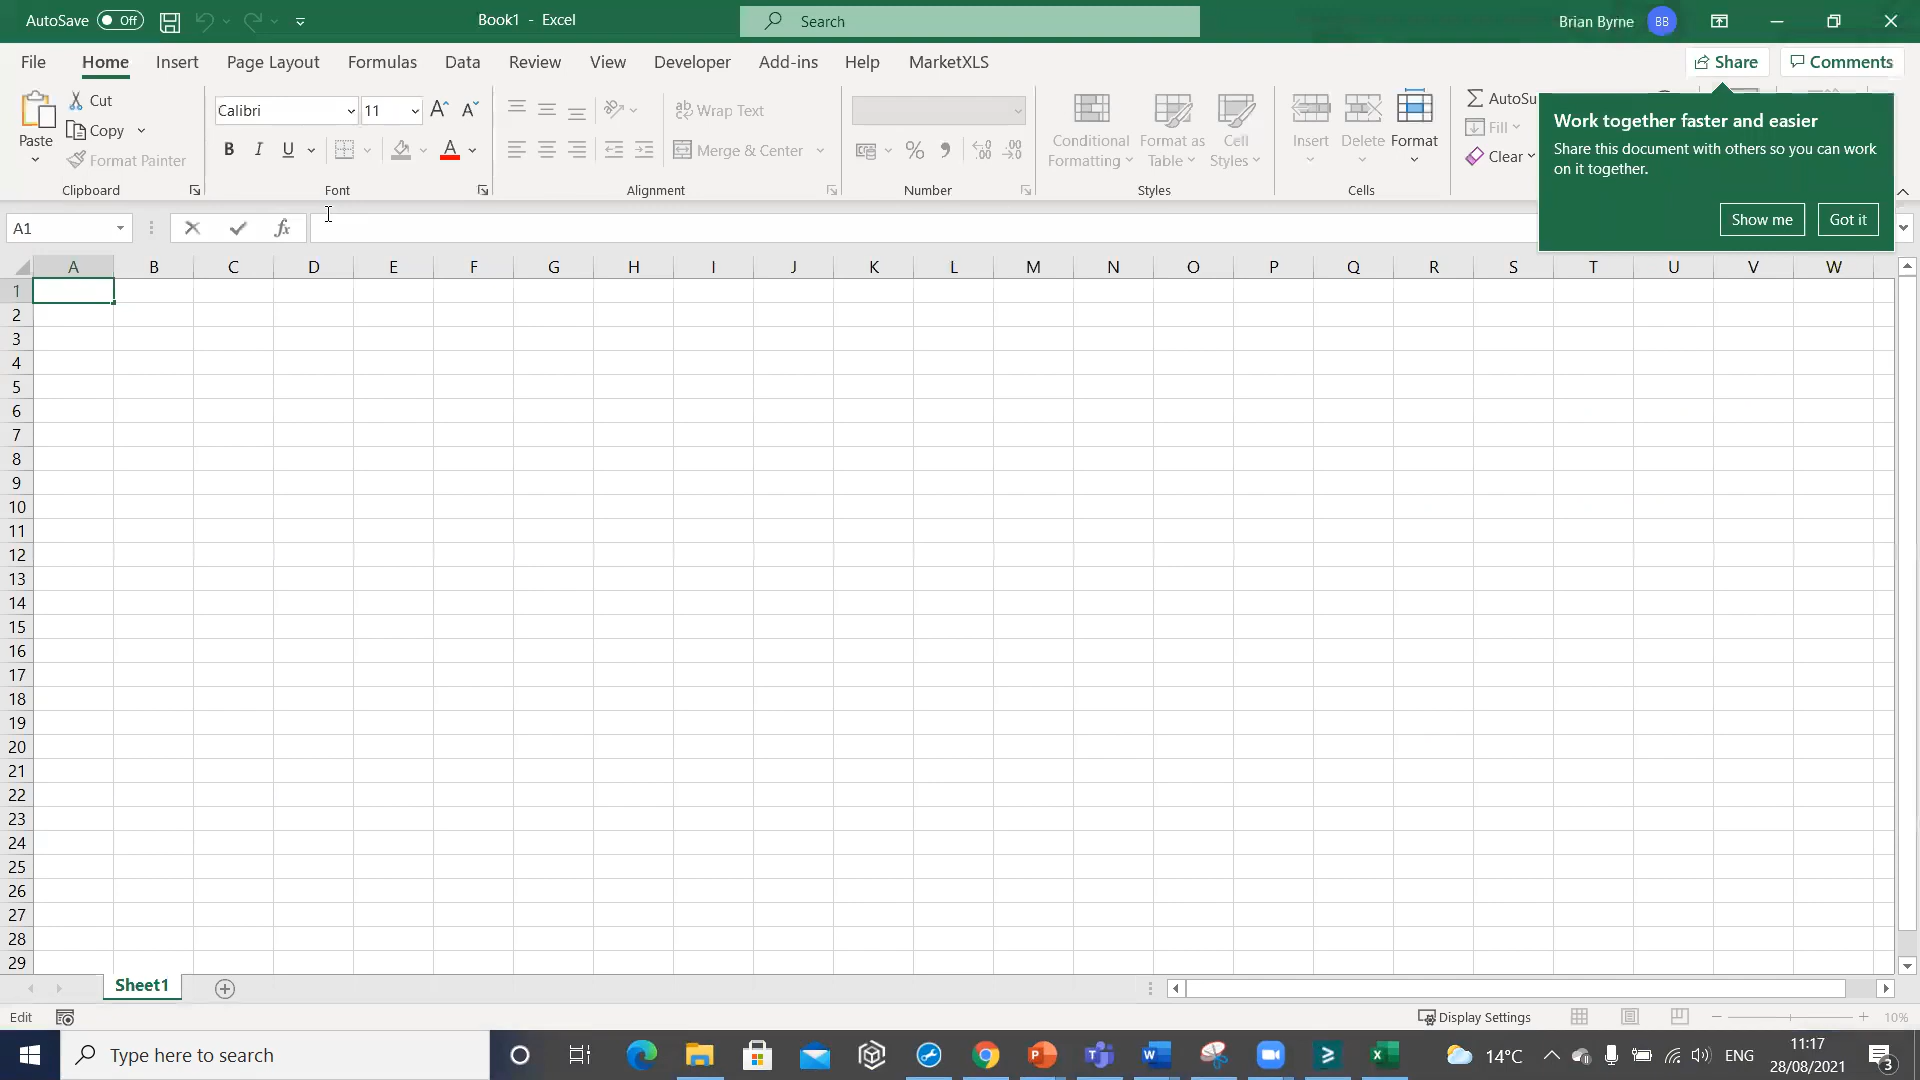 AutoSave Off Book1 - Excel Search Brian Byrne BB
File Home Insert Page Layout Formulas Data Review View Developer Add-ins Help MarketXLS Share Comments
Paste
Cut
Copy
Format Painter
Clipboard
Calibri 11 A A
B I U A
Font
ab Wrap Text
Merge & Center
Alignment
% 9
Number
Conditional Formatting
Format as Table
Cell Styles
Styles
Insert
Delete
Format
Cells
AutoSu
Fill
Clear
Work together faster and easier
Share this document with others so you can work
on it together.
Show me Got it
A1 fx
A B C D E F G H I J K L M N O P Q R S T U V W
1
2
3
4
5
6
7
8
9
10
11
12
13
14
15
16
17
18
19
20
21
22
23
24
25
26
27
28
29
Sheet1
Edit Display Settings 10%
Type here to search 14°C ENG 11:17
28/08/2021 3